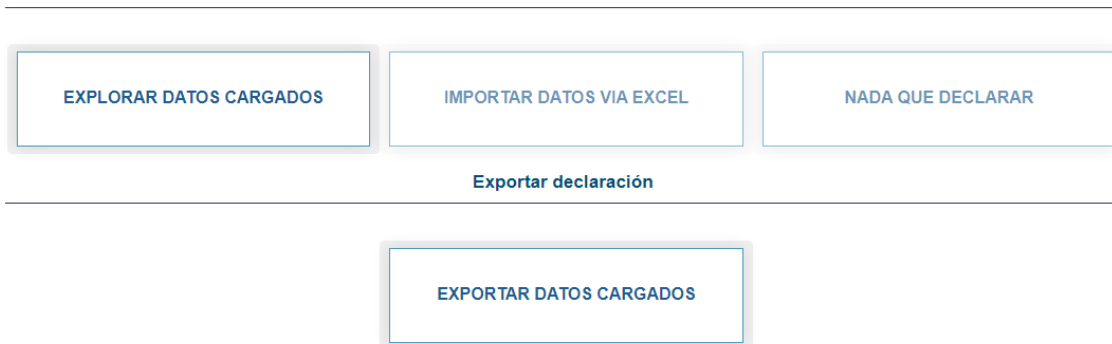 EXPLORAR DATOS CARGADOS
IMPORTAR DATOS VIA EXCEL
NADA QUE DECLARAR
Exportar declaración
EXPORTAR DATOS CARGADOS